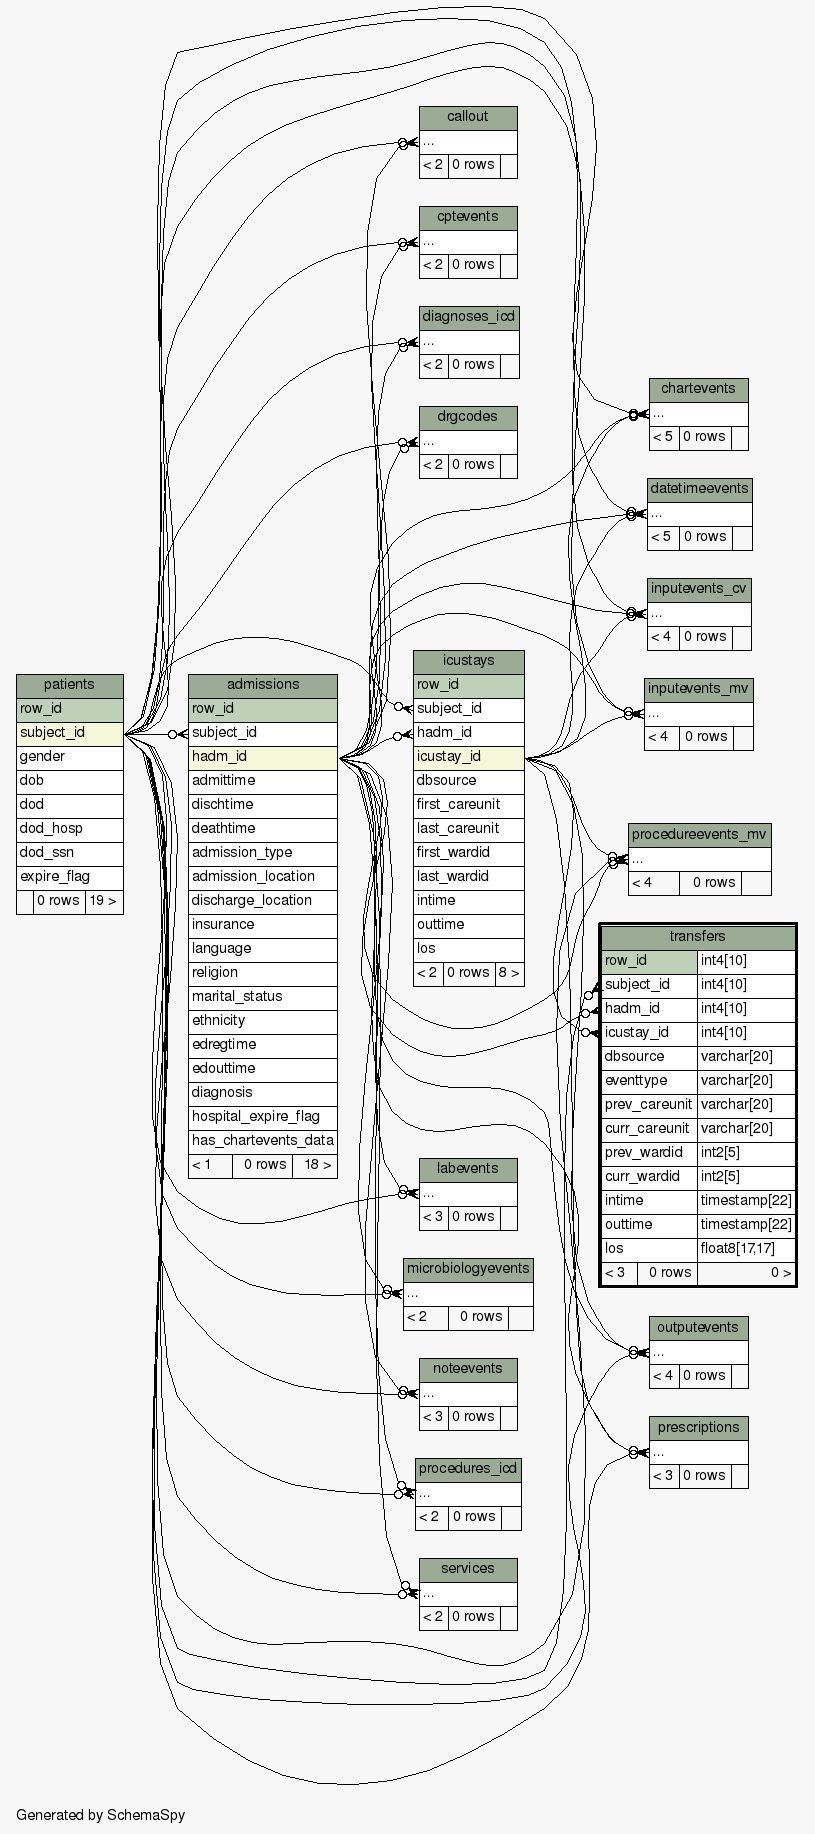 callout
...
< 2 0 rows
cptevents
...
< 2 0 rows
diagnoses_icd
...
< 2 0 rows
drgcodes
...
< 2 0 rows
chartevents
...
< 5 0 rows
datetimeevents
...
< 5 0 rows
inputevents_cv
...
< 4 0 rows
inputevents_mv
...
< 4 0 rows
patients
row_id
subject_id
gender
dob
dod
dod_hosp
dod_ssn
expire_flag
0 rows 19 >
admissions
row_id
subject_id
hadm_id
admittime
dischtime
deathtime
admission_type
admission_location
discharge_location
insurance
language
religion
marital_status
ethnicity
edregtime
edouttime
diagnosis
hospital_expire_flag
has_chartevents_data
< 1 0 rows 18 >
icustays
row_id
subject_id
hadm_id
icustay_id
dbsource
first_careunit
last_careunit
first_wardid
last_wardid
intime
outtime
los
< 2 0 rows 8 >
procedureevents_mv
...
< 4 0 rows
transfers
row_id int4[10]
subject_id int4[10]
hadm_id int4[10]
icustay_id int4[10]
dbsource varchar[20]
eventtype varchar[20]
prev_careunit varchar[20]
curr_careunit varchar[20]
prev_wardid int2[5]
curr_wardid int2[5]
intime timestamp[22]
outtime timestamp[22]
los float8[17,17]
< 3 0 rows 0 >
labevents
...
< 3 0 rows
microbiologyevents
...
< 2 0 rows
noteevents
...
< 3 0 rows
procedures_icd
...
< 2 0 rows
services
...
< 2 0 rows
outputevents
...
< 4 0 rows
prescriptions
...
< 3 0 rows
Generated by SchemaSpy